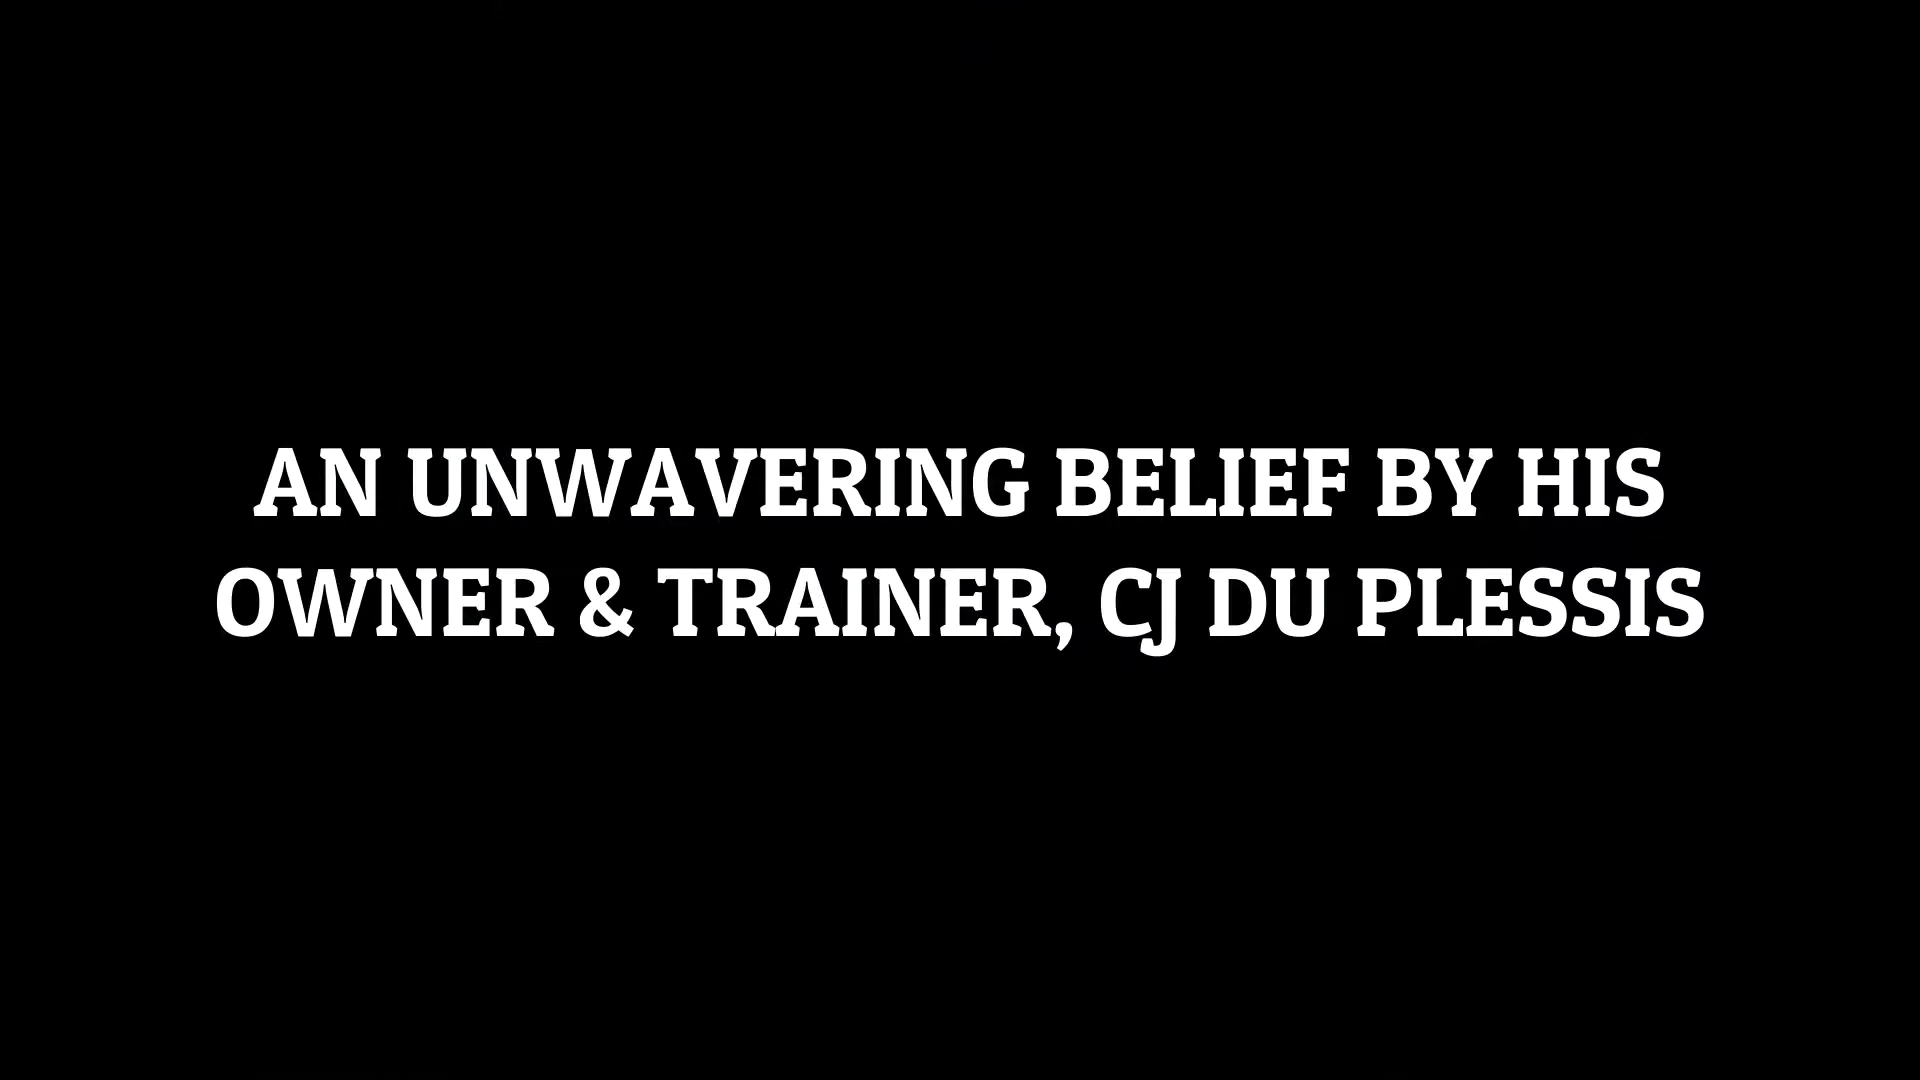 AN UNWAVERING BELIEF BY HIS
OWNER & TRAINER, CJ DU PLESSIS